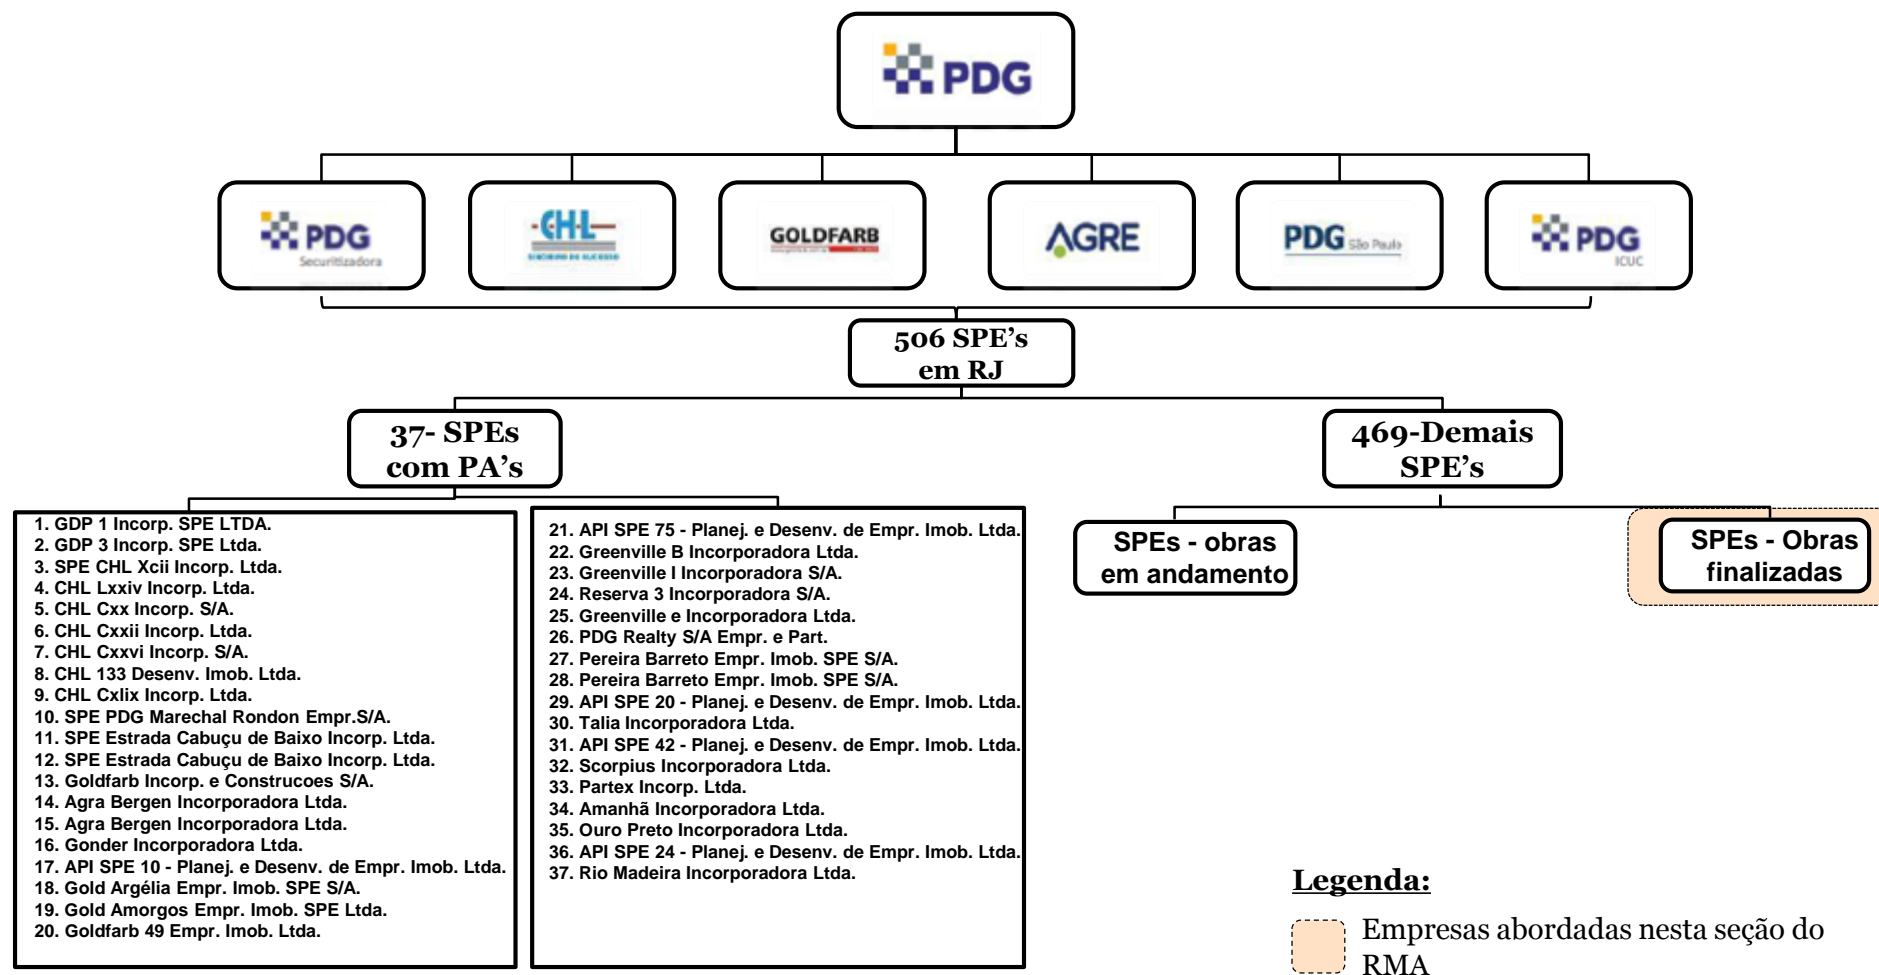 PDG
PDG
Securitizadora
CHL
SINÔNIMO DE SUCESSO
GOLDFARB
AGRE
PDG São Paulo
PDG
ICUC
506 SPE’s
em RJ
37- SPEs
com PA’s
469-Demais
SPE’s
1. GDP 1 Incorp. SPE LTDA.
2. GDP 3 Incorp. SPE Ltda.
3. SPE CHL Xcii Incorp. Ltda.
4. CHL Lxxiv Incorp. Ltda.
5. CHL Cxx Incorp. S/A.
6. CHL Cxxii Incorp. Ltda.
7. CHL Cxxvi Incorp. S/A.
8. CHL 133 Desenv. Imob. Ltda.
9. CHL Cxlix Incorp. Ltda.
10. SPE PDG Marechal Rondon Empr.S/A.
11. SPE Estrada Cabuçu de Baixo Incorp. Ltda.
12. SPE Estrada Cabuçu de Baixo Incorp. Ltda.
13. Goldfarb Incorp. e Construcoes S/A.
14. Agra Bergen Incorporadora Ltda.
15. Agra Bergen Incorporadora Ltda.
16. Gonder Incorporadora Ltda.
17. API SPE 10 - Planej. e Desenv. de Empr. Imob. Ltda.
18. Gold Argélia Empr. Imob. SPE S/A.
19. Gold Amorgos Empr. Imob. SPE Ltda.
20. Goldfarb 49 Empr. Imob. Ltda.
21. API SPE 75 - Planej. e Desenv. de Empr. Imob. Ltda.
22. Greenville B Incorporadora Ltda.
23. Greenville I Incorporadora S/A.
24. Reserva 3 Incorporadora S/A.
25. Greenville e Incorporadora Ltda.
26. PDG Realty S/A Empr. e Part.
27. Pereira Barreto Empr. Imob. SPE S/A.
28. Pereira Barreto Empr. Imob. SPE S/A.
29. API SPE 20 - Planej. e Desenv. de Empr. Imob. Ltda.
30. Talia Incorporadora Ltda.
31. API SPE 42 - Planej. e Desenv. de Empr. Imob. Ltda.
32. Scorpius Incorporadora Ltda.
33. Partex Incorp. Ltda.
34. Amanhã Incorporadora Ltda.
35. Ouro Preto Incorporadora Ltda.
36. API SPE 24 - Planej. e Desenv. de Empr. Imob. Ltda.
37. Rio Madeira Incorporadora Ltda.
SPEs - obras
em andamento
SPEs - Obras
finalizadas
Legenda:
Empresas abordadas nesta seção do
RMA